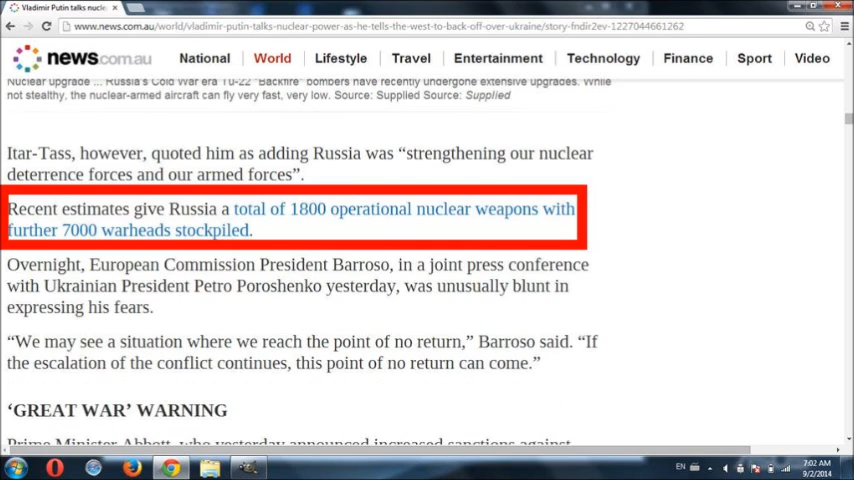 Vladimir Putin talks nuclea
www.news.com.au/world/vladimir-putin-talks-nuclear-power-as-he-tells-the-west-to-back-off-over-ukraine/story-fndir2ev-1227044661262
news.com.au National World Lifestyle Travel Entertainment Technology Finance Sport Video
Nuclear upgrade ... Russia's Cold War era Tu-22 "Backfire" bombers have recently undergone extensive upgrades. While
not stealthy, the nuclear-armed aircraft can fly very fast, very low. Source: Supplied Source: Supplied
Itar-Tass, however, quoted him as adding Russia was “strengthening our nuclear
deterrence forces and our armed forces”.
Recent estimates give Russia a total of 1800 operational nuclear weapons with
further 7000 warheads stockpiled.
Overnight, European Commission President Barroso, in a joint press conference
with Ukrainian President Petro Poroshenko yesterday, was unusually blunt in
expressing his fears.
“We may see a situation where we reach the point of no return,” Barroso said. “If
the escalation of the conflict continues, this point of no return can come.”
‘GREAT WAR’ WARNING
Prime Minister Abbott, who yesterday announced increased sanctions against
EN 7:02 AM
9/2/2014